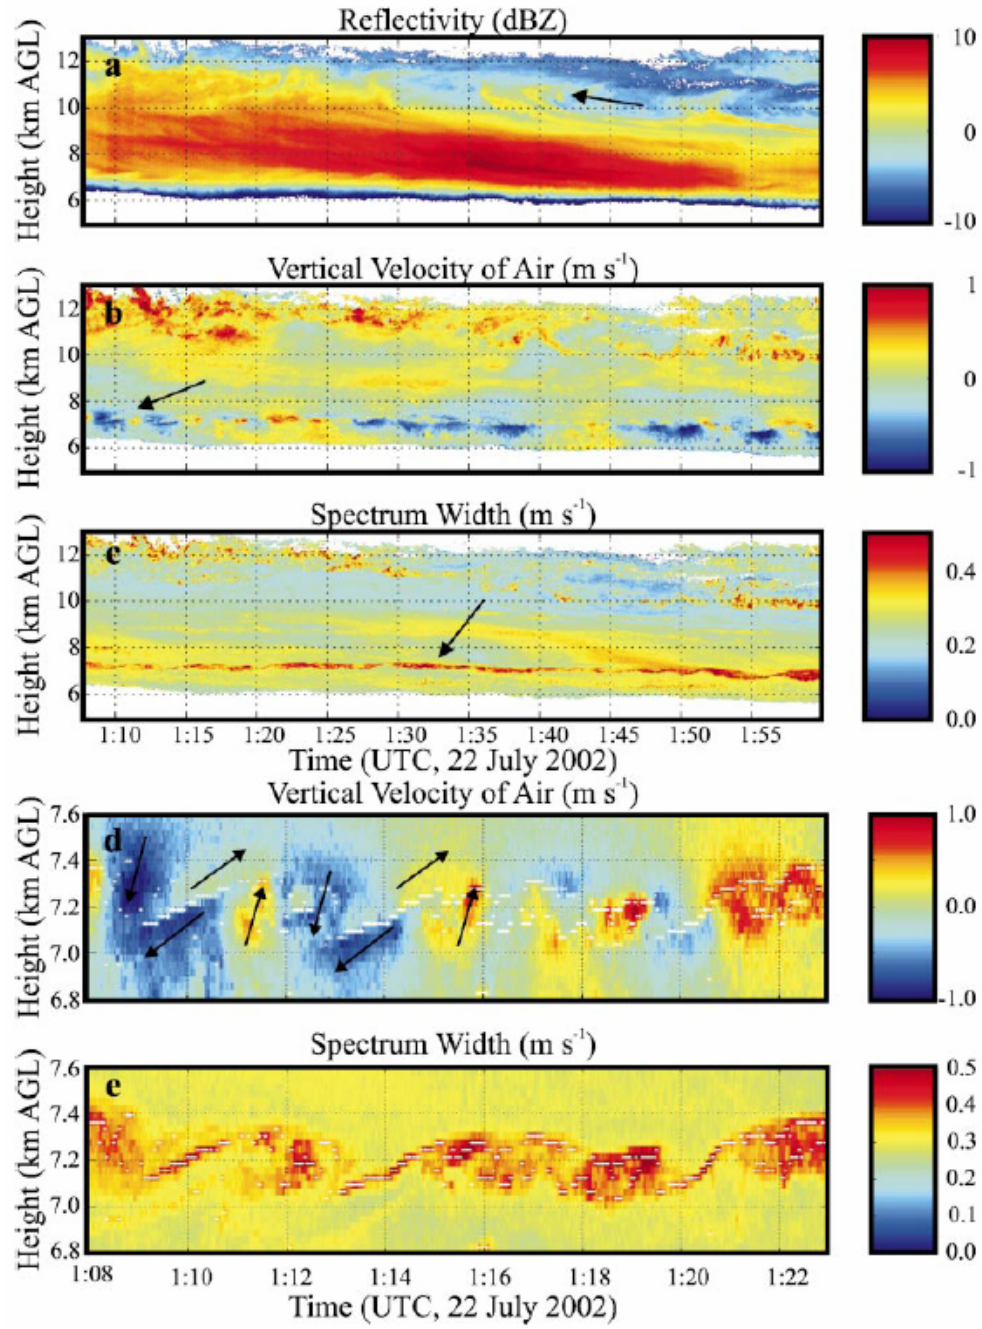 Reflectivity (dBZ)
Height (km AGL)
12
10
8
6
a
10
0
-10
Vertical Velocity of Air (m s-1)
Height (km AGL)
12
10
8
6
b
1
0
-1
Spectrum Width (m s-1)
Height (km AGL)
12
10
8
6
c
0.4
0.2
0.0
1:10 1:15 1:20 1:25 1:30 1:35 1:40 1:45 1:50 1:55
Time (UTC, 22 July 2002)
Vertical Velocity of Air (m s-1)
Height (km AGL)
7.6
7.4
7.2
7.0
6.8
d
1.0
0.0
-1.0
Spectrum Width (m s-1)
Height (km AGL)
7.6
7.4
7.2
7.0
6.8
e
0.5
0.4
0.3
0.2
0.1
0.0
1:08 1:10 1:12 1:14 1:16 1:18 1:20 1:22
Time (UTC, 22 July 2002)